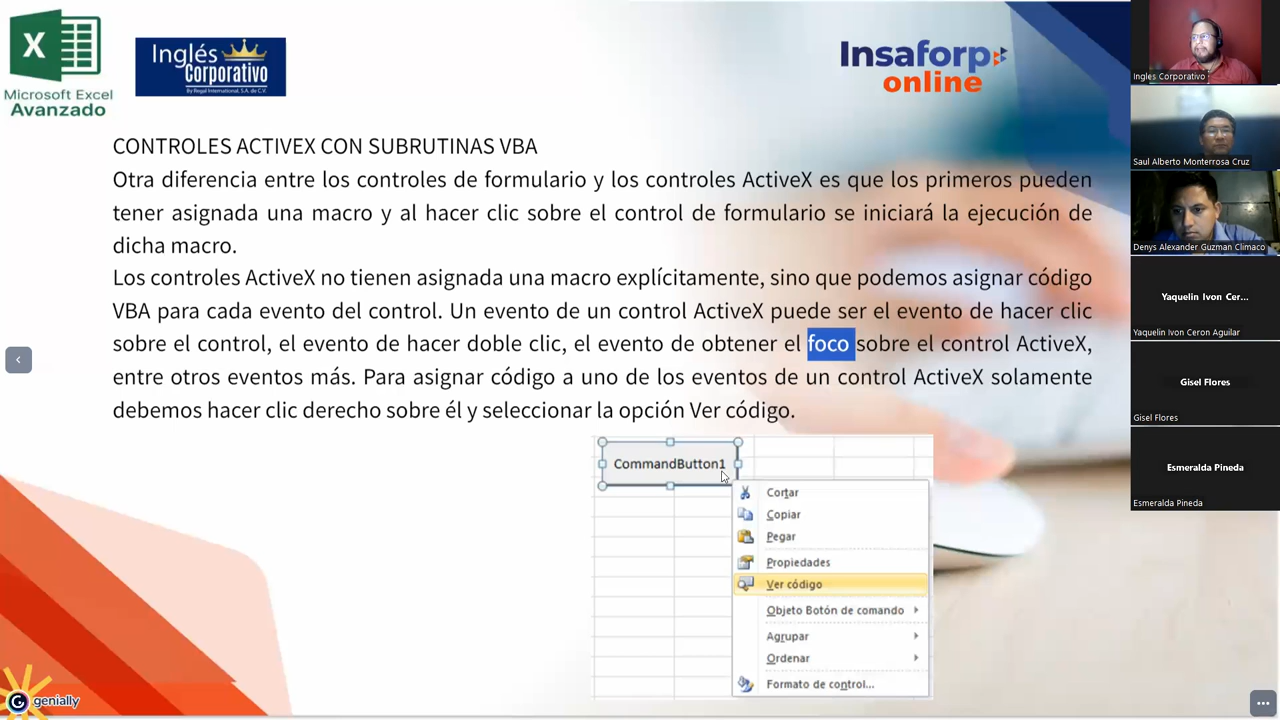 X
Microsoft Excel
Avanzado
Inglés
Corporativo
By Regal International, S.A. de C.V.
Insaforp
online
CONTROLES ACTIVEX CON SUBRUTINAS VBA
Otra diferencia entre los controles de formulario y los controles ActiveX es que los primeros pueden
tener asignada una macro y al hacer clic sobre el control de formulario se iniciará la ejecución de
dicha macro.
Los controles ActiveX no tienen asignada una macro explícitamente, sino que podemos asignar código
VBA para cada evento del control. Un evento de un control ActiveX puede ser el evento de hacer clic
sobre el control, el evento de hacer doble clic, el evento de obtener el foco sobre el control ActiveX,
entre otros eventos más. Para asignar código a uno de los eventos de un control ActiveX solamente
debemos hacer clic derecho sobre él y seleccionar la opción Ver código.
CommandButton1
Cortar
Copiar
Pegar
Propiedades
Ver código
Objeto Botón de comando
Agrupar
Ordenar
Formato de control...
genially
Ingles Corporativo
Saul Alberto Monterrosa Cruz
Denys Alexander Guzman Climaco
Yaquelin Ivon Cer...
Yaquelin Ivon Ceron Aguilar
Gisel Flores
Gisel Flores
Esmeralda Pineda
Esmeralda Pineda